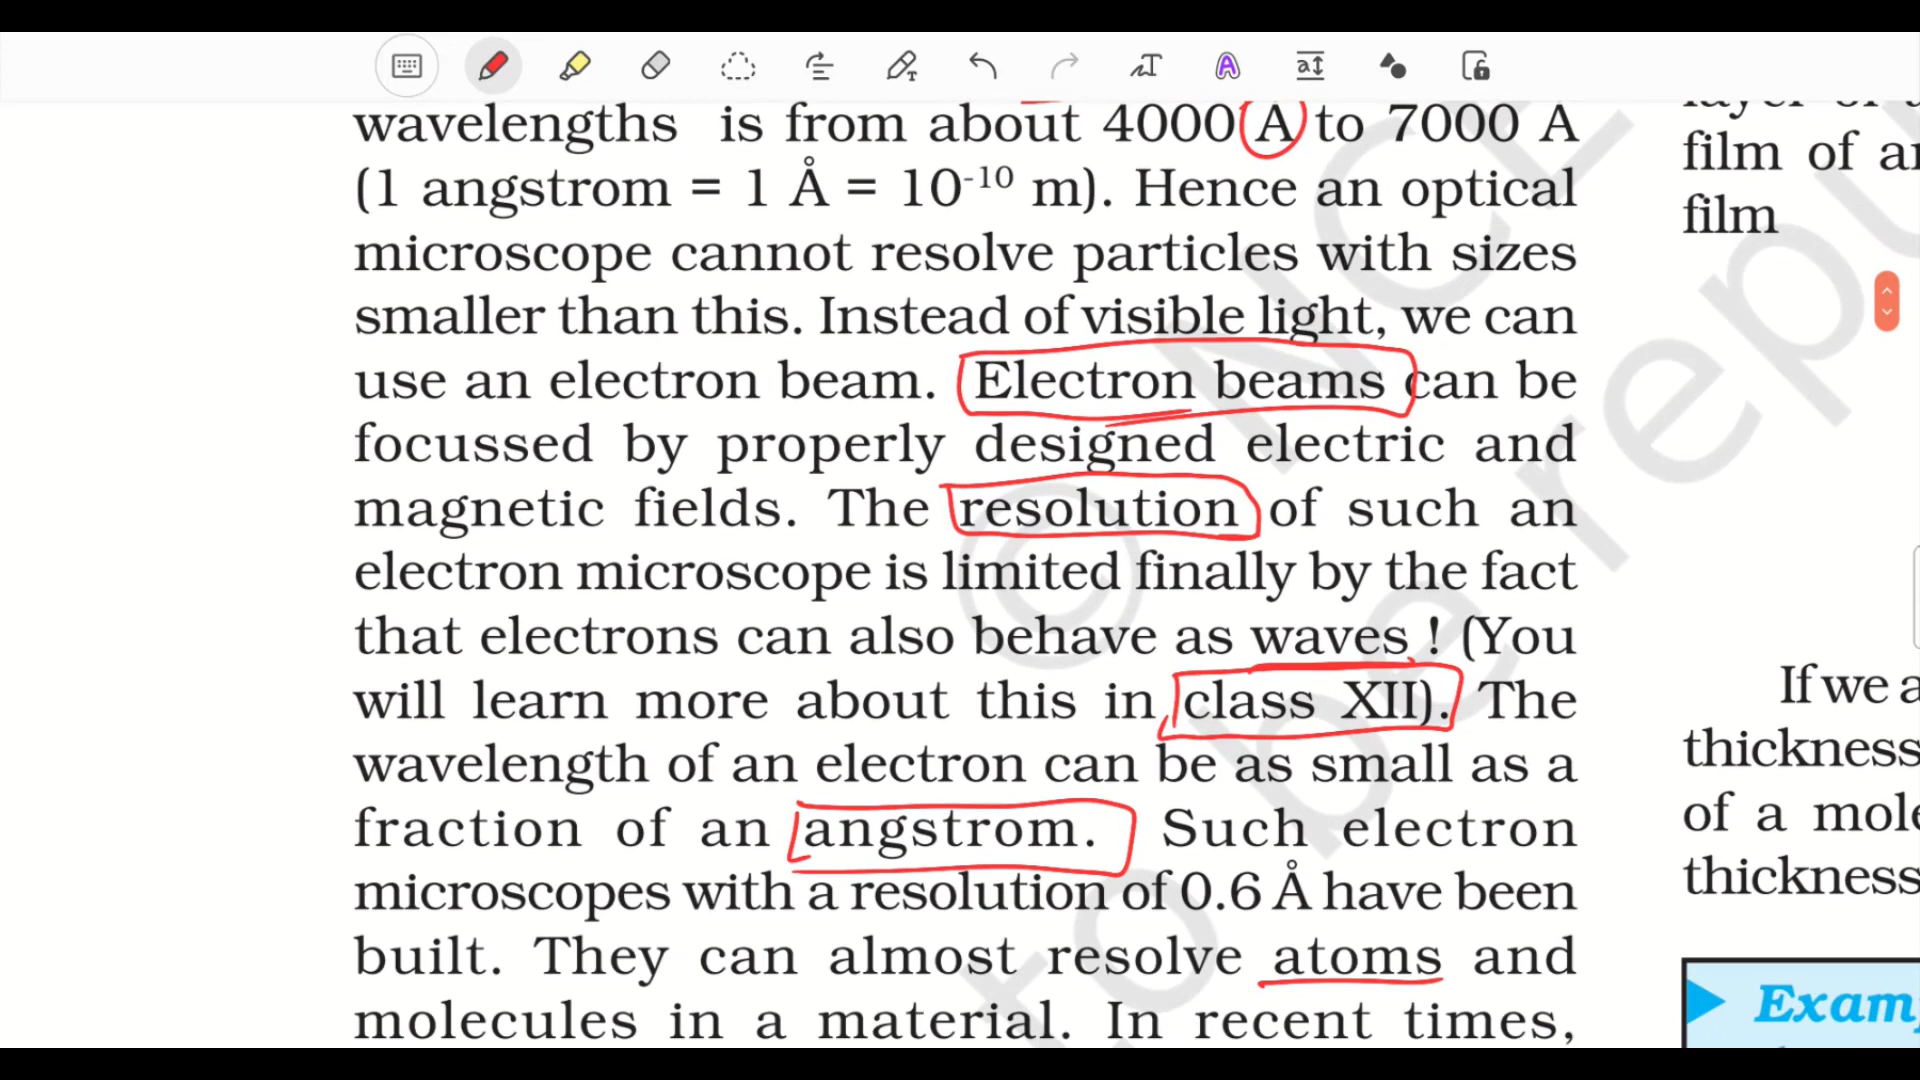 wavelengths is from about 4000 A to 7000 A
(1 angstrom = 1 Å = 10⁻¹⁰ m). Hence an optical
microscope cannot resolve particles with sizes
smaller than this. Instead of visible light, we can
use an electron beam. Electron beams can be
focussed by properly designed electric and
magnetic fields. The resolution of such an
electron microscope is limited finally by the fact
that electrons can also behave as waves ! (You
will learn more about this in class XII). The
wavelength of an electron can be as small as a
fraction of an angstrom. Such electron
microscopes with a resolution of 0.6 Å have been
built. They can almost resolve atoms and
molecules in a material. In recent times,
film of
film
If we a
thickness
of a mole
thickness
Examp